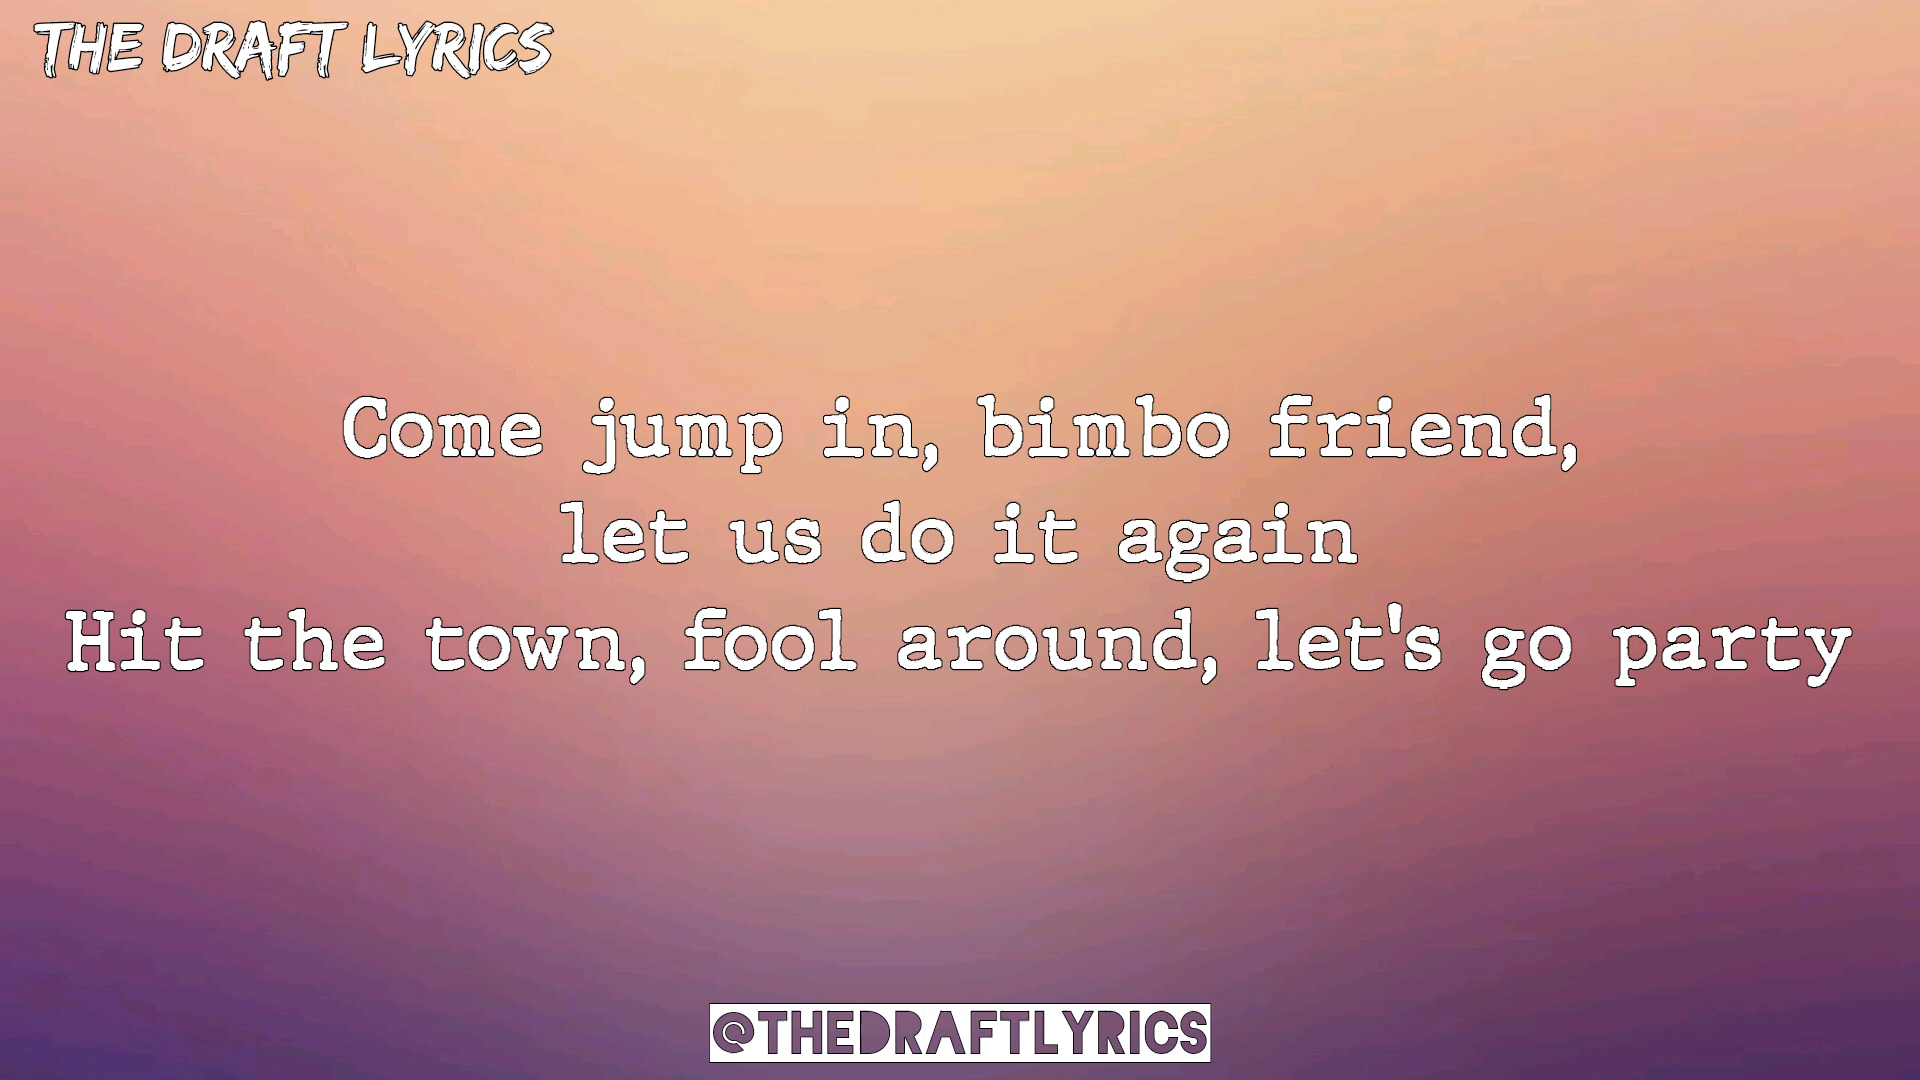 THE DRAFT LYRICS
Come jump in, bimbo friend,
let us do it again
Hit the town, fool around, let's go party
@THEDRAFTLYRICS